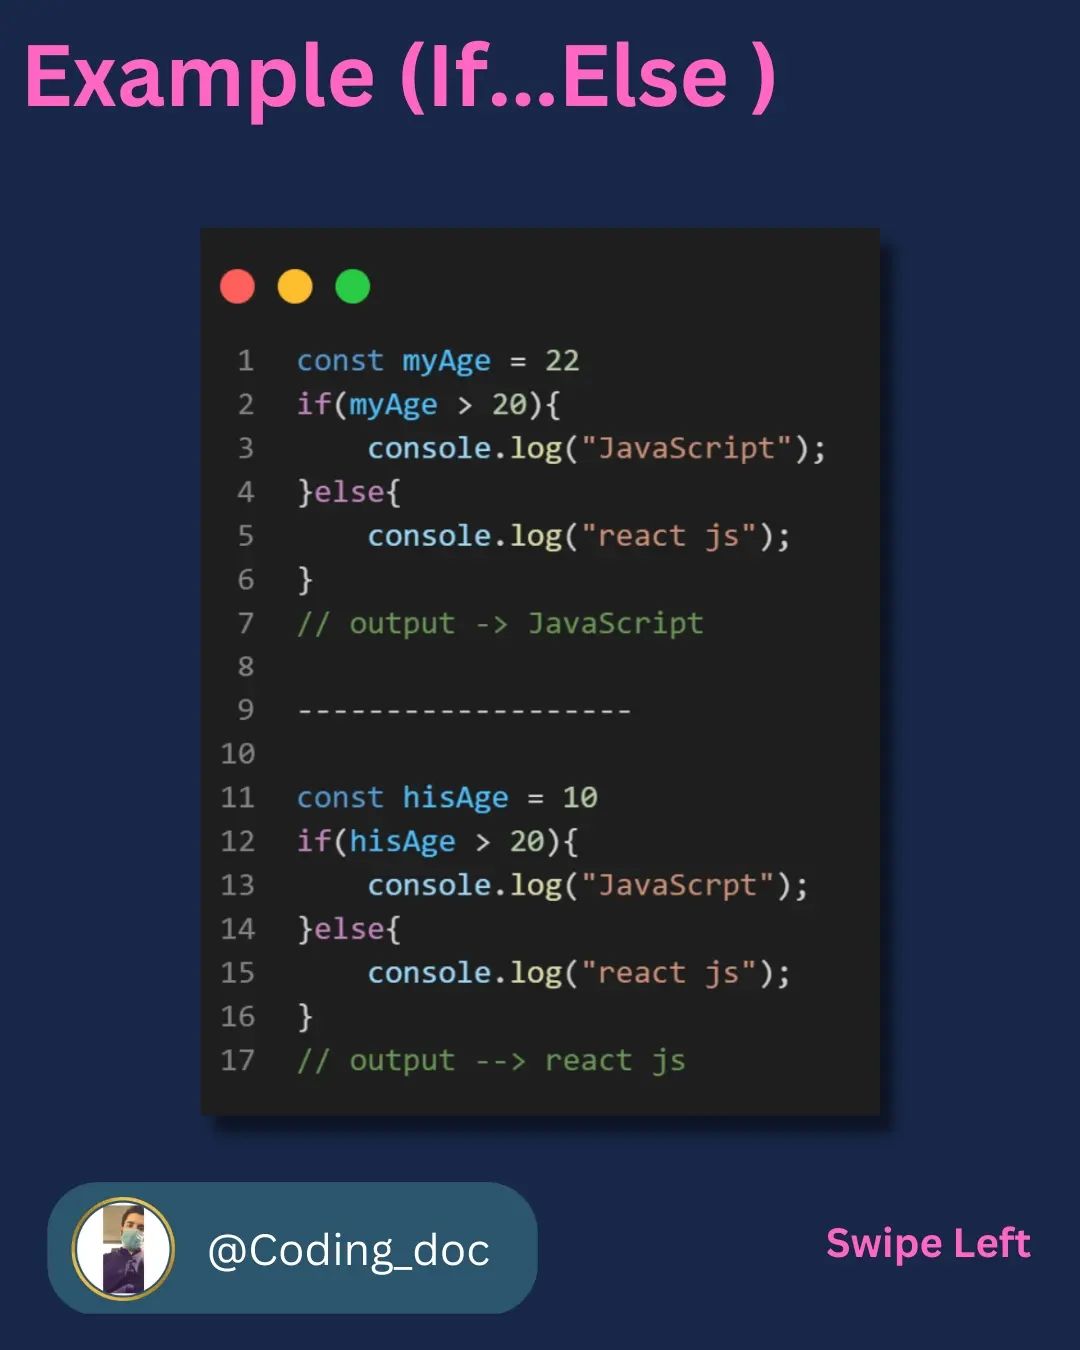 Example (If...Else )
1 const myAge = 22
2 if(myAge > 20){
3     console.log("JavaScript");
4 }else{
5     console.log("react js");
6 }
7 // output -> JavaScript
8
9 -------------------
10
11 const hisAge = 10
12 if(hisAge > 20){
13     console.log("JavaScrpt");
14 }else{
15     console.log("react js");
16 }
17 // output --> react js
@Coding_doc
Swipe Left